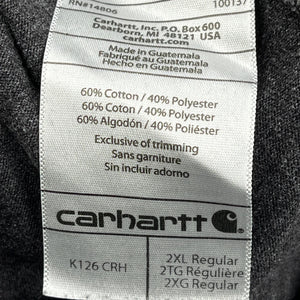 RN#14806 100137
Carhartt, Inc. P.O. Box 600
Dearborn, MI 48121 USA
carhartt.com
Made in Guatemala
Fabriqué en Guatemala
Hecho en Guatemala
60% Cotton / 40% Polyester
60% Coton / 40% Polyester
60% Algodón / 40% Poliéster
Exclusive of trimming
Sans garniture
Sin incluir adorno
carhartt
K126 CRH
2XL Regular
2TG Régulière
2XG Regular